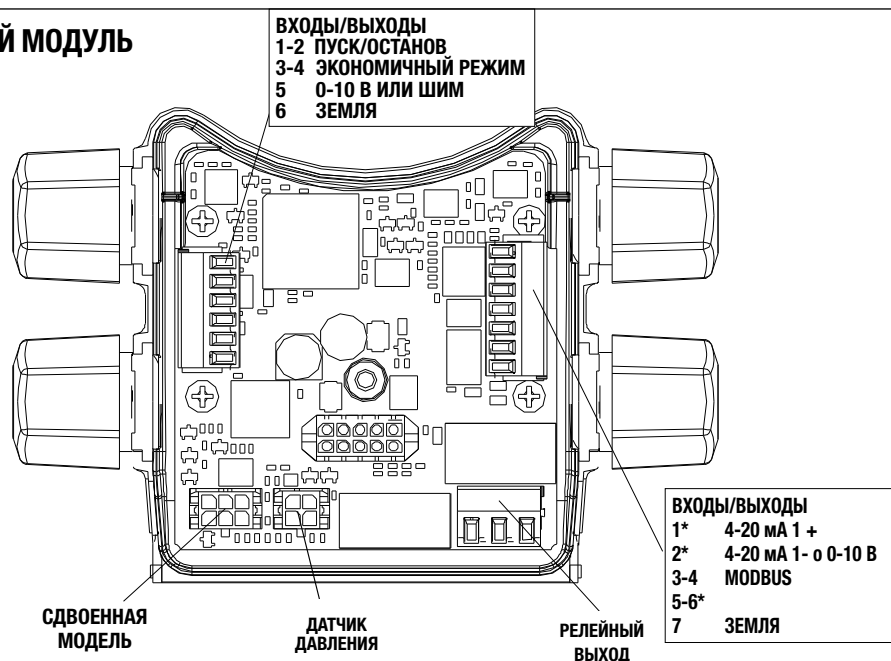 Й МОДУЛЬ
ВХОДЫ/ВЫХОДЫ
1-2 ПУСК/ОСТАНОВ
3-4 ЭКОНОМИЧНЫЙ РЕЖИМ
5 0-10 В ИЛИ ШИМ
6 ЗЕМЛЯ
ВХОДЫ/ВЫХОДЫ
1* 4-20 мА 1 +
2* 4-20 мА 1- o 0-10 В
3-4 MODBUS
5-6*
7 ЗЕМЛЯ
СДВОЕННАЯ
МОДЕЛЬ
ДАТЧИК
ДАВЛЕНИЯ
РЕЛЕЙНЫЙ
ВЫХОД